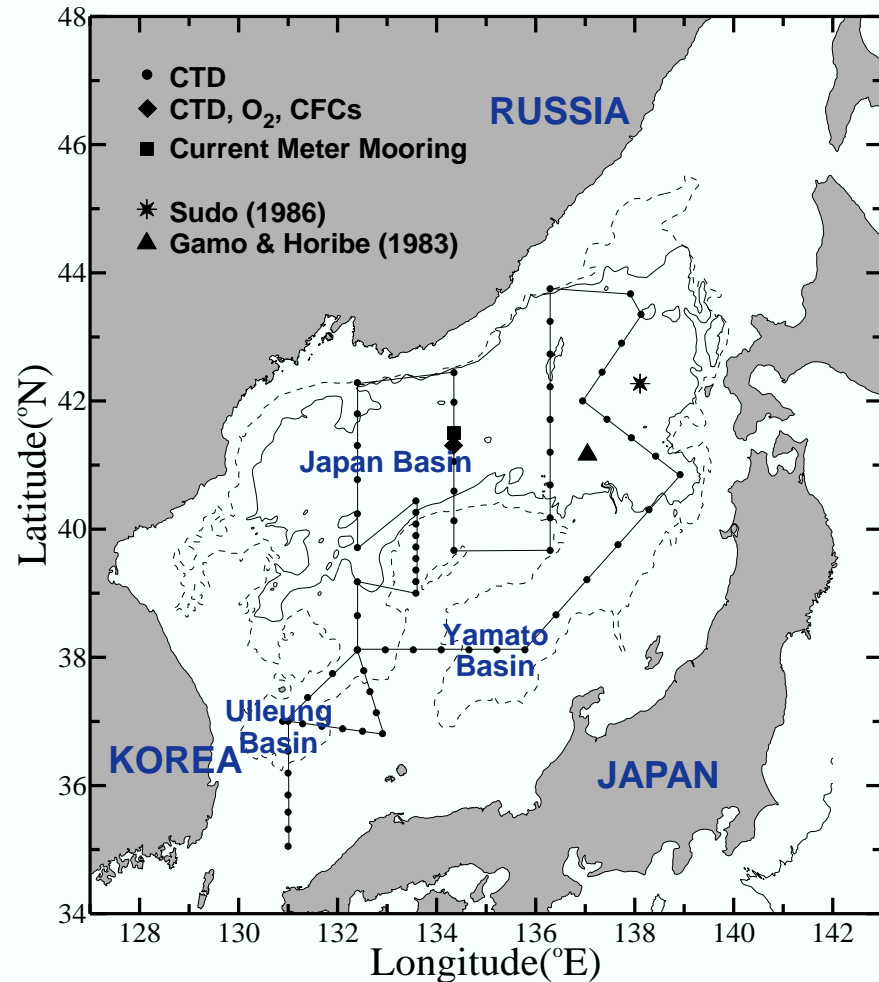 48
46
44
42
40
38
36
34
Latitude(°N)
CTD
CTD, O2, CFCs
Current Meter Mooring
Sudo (1986)
Gamo & Horibe (1983)
RUSSIA
Japan Basin
Yamato
Basin
Ulleung
Basin
KOREA
JAPAN
128
130
132
134
136
138
140
142
Longitude(°E)